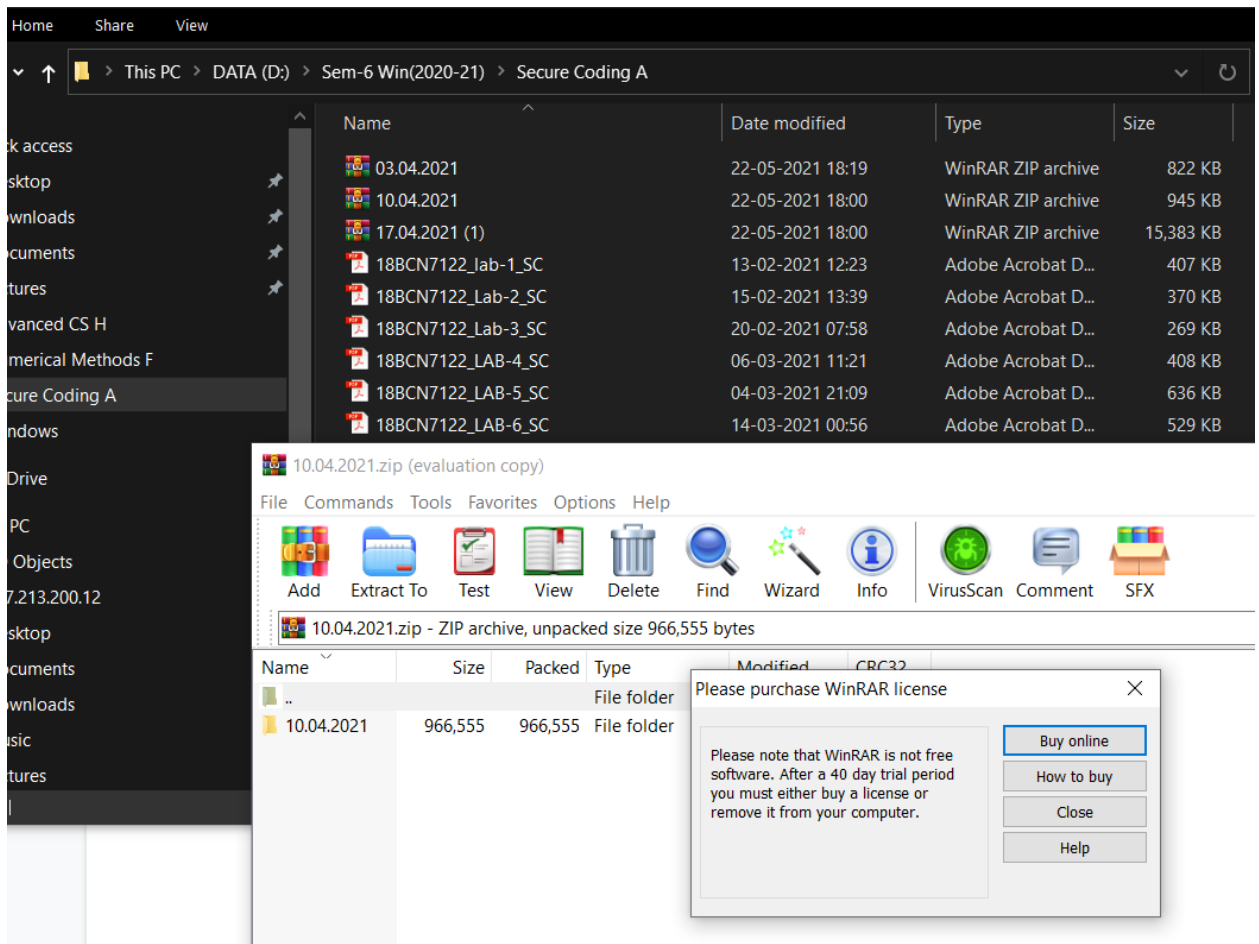 Home Share View
This PC > DATA (D:) > Sem-6 Win(2020-21) > Secure Coding A
Name Date modified Type Size
ck access
sktop
ownloads
ocuments
tures
vanced CS H
merical Methods F
cure Coding A
ndows
Drive
PC
Objects
7.213.200.12
sktop
ocuments
ownloads
usic
tures
03.04.2021 22-05-2021 18:19 WinRAR ZIP archive 822 KB
10.04.2021 22-05-2021 18:00 WinRAR ZIP archive 945 KB
17.04.2021 (1) 22-05-2021 18:00 WinRAR ZIP archive 15,383 KB
18BCN7122_lab-1_SC 13-02-2021 12:23 Adobe Acrobat D... 407 KB
18BCN7122_Lab-2_SC 15-02-2021 13:39 Adobe Acrobat D... 370 KB
18BCN7122_Lab-3_SC 20-02-2021 07:58 Adobe Acrobat D... 269 KB
18BCN7122_LAB-4_SC 06-03-2021 11:21 Adobe Acrobat D... 408 KB
18BCN7122_LAB-5_SC 04-03-2021 21:09 Adobe Acrobat D... 636 KB
18BCN7122_LAB-6_SC 14-03-2021 00:56 Adobe Acrobat D... 529 KB
10.04.2021.zip (evaluation copy)
File Commands Tools Favorites Options Help
Add Extract To Test View Delete Find Wizard Info VirusScan Comment SFX
10.04.2021.zip - ZIP archive, unpacked size 966,555 bytes
Name Size Packed Type Modified CRC32
.. File folder
10.04.2021 966,555 966,555 File folder
Please purchase WinRAR license
Please note that WinRAR is not free
software. After a 40 day trial period
you must either buy a license or
remove it from your computer.
Buy online
How to buy
Close
Help